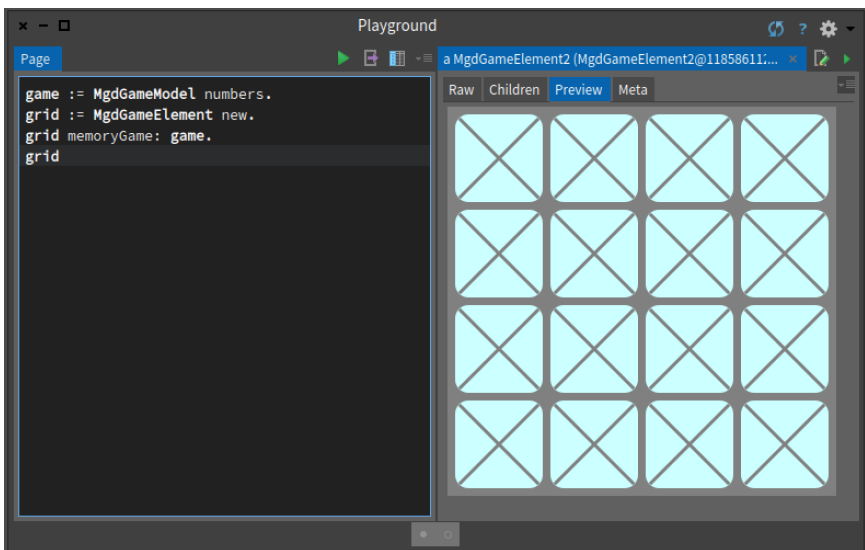 Playground
?
Page
a MgdGameElement2 (MgdGameElement2@11858611:...
game := MgdGameModel numbers.
grid := MgdGameElement new.
grid memoryGame: game.
grid
Raw Children Preview Meta